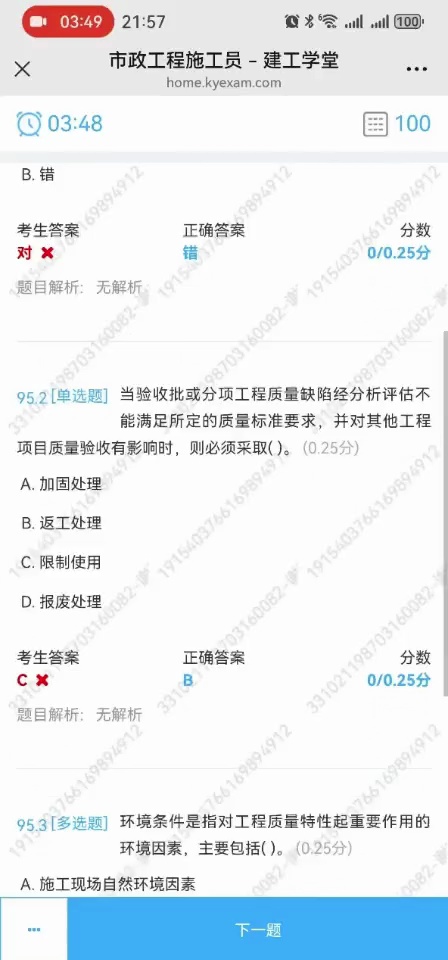 03:49 21:57 100
市政工程施工员 – 建工学堂
home.kyexam.com
03:48 100
B. 错
考生答案 正确答案 分数
对 ✖ 错 0/0.25分
题目解析: 无解析
95.2 [单选题] 当验收批或分项工程质量缺陷经分析评估不
能满足所定的质量标准要求，并对其他工程
项目质量验收有影响时，则必须采取( )。(0.25分)
A. 加固处理
B. 返工处理
C. 限制使用
D. 报废处理
考生答案 正确答案 分数
C ✖ B 0/0.25分
题目解析: 无解析
95.3 [多选题] 环境条件是指对工程质量特性起重要作用的
环境因素，主要包括( )。(0.25分)
A. 施工现场自然环境因素
下一题